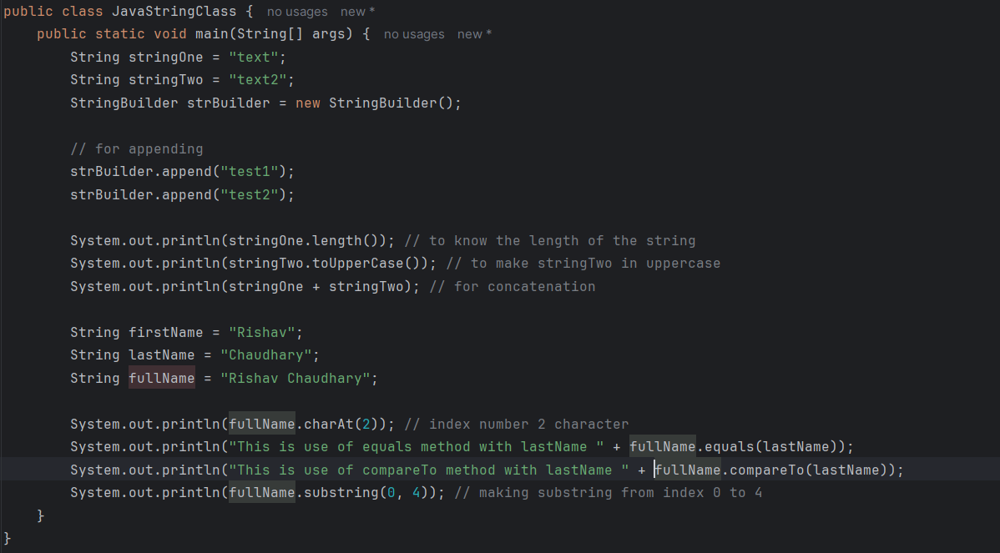 public class JavaStringClass { no usages new *
public static void main(String[] args) { no usages new *
String stringOne = "text";
String stringTwo = "text2";
StringBuilder strBuilder = new StringBuilder();
// for appending
strBuilder.append("test1");
strBuilder.append("test2");
System.out.println(stringOne.length()); // to know the length of the string
System.out.println(stringTwo.toUpperCase()); // to make stringTwo in uppercase
System.out.println(stringOne + stringTwo); // for concatenation
String firstName = "Rishav";
String lastName = "Chaudhary";
String fullName = "Rishav Chaudhary";
System.out.println(fullName.charAt(2)); // index number 2 character
System.out.println("This is use of equals method with lastName " + fullName.equals(lastName));
System.out.println("This is use of compareTo method with lastName " + fullName.compareTo(lastName));
System.out.println(fullName.substring(0, 4)); // making substring from index 0 to 4
}
}